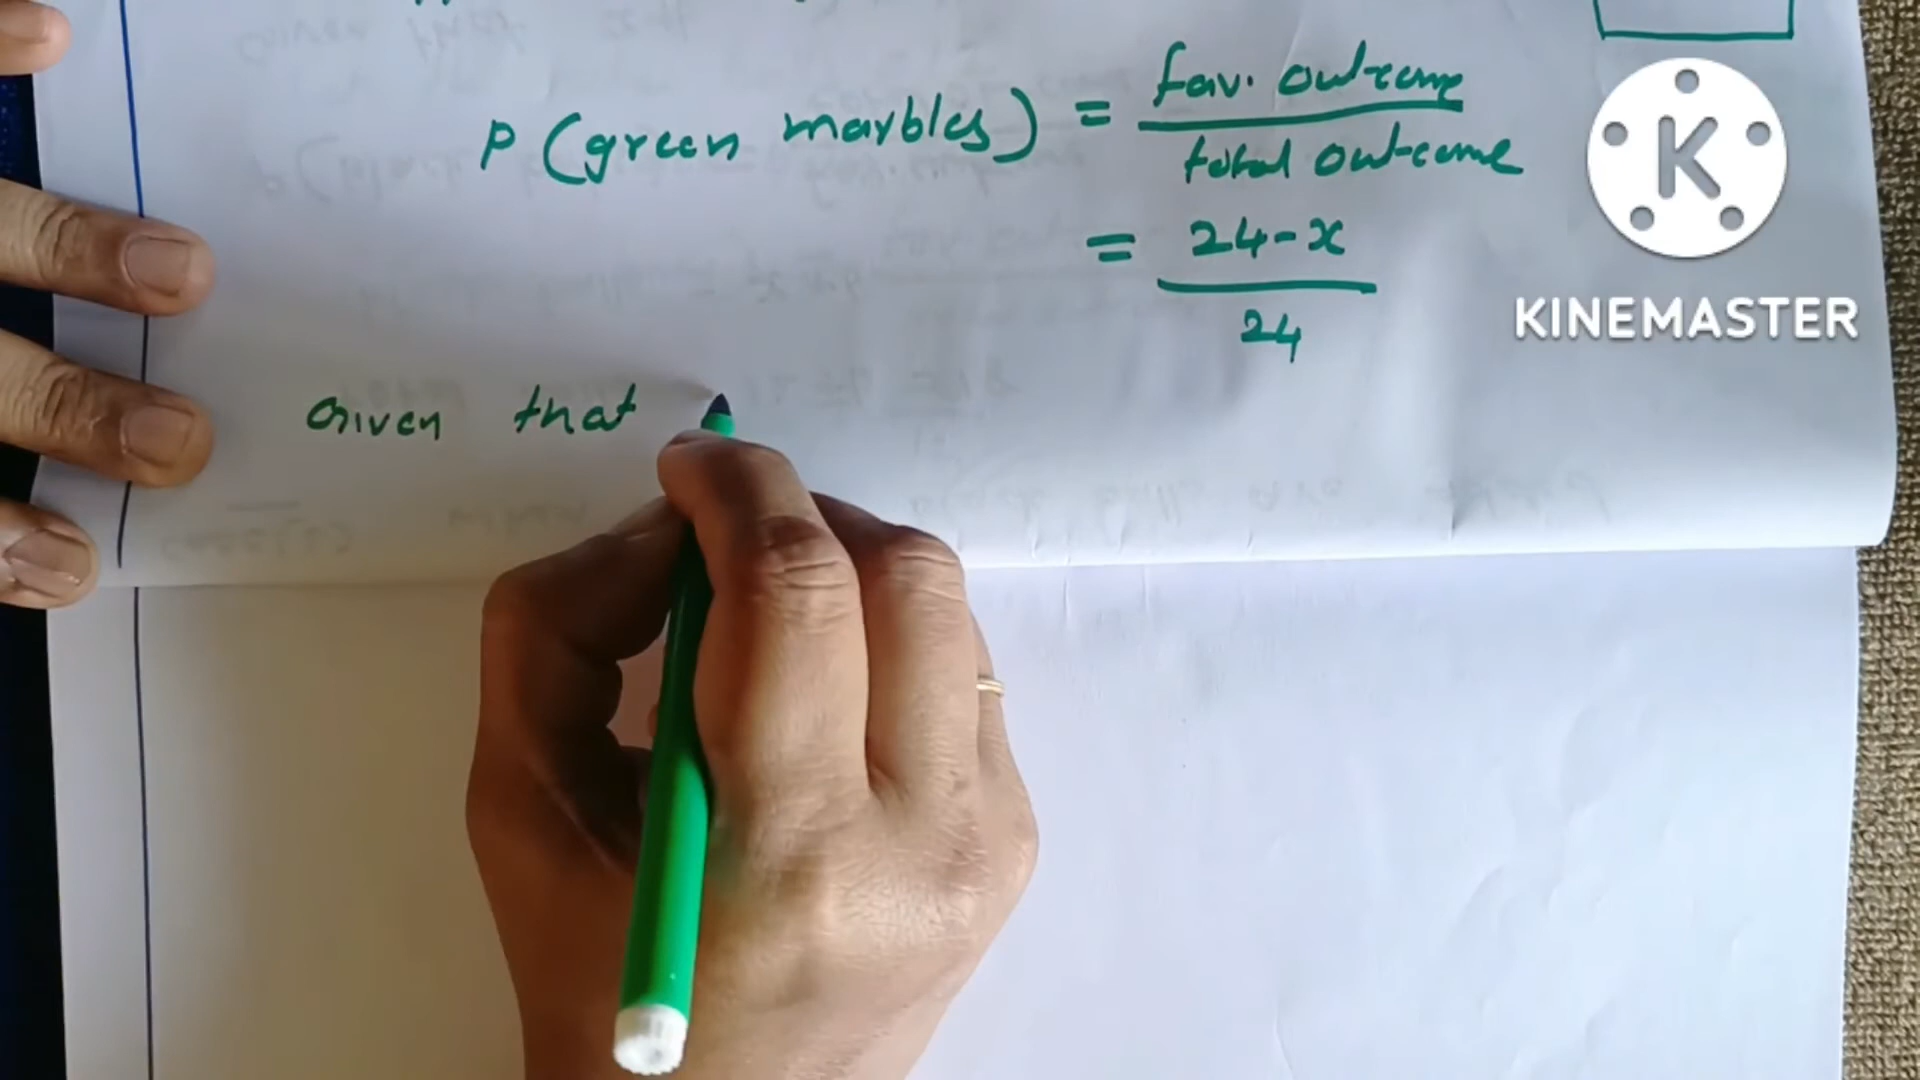 P (green marbles) = fav. outcome
total outcome
= 24-x
24
Given that
KINEMASTER